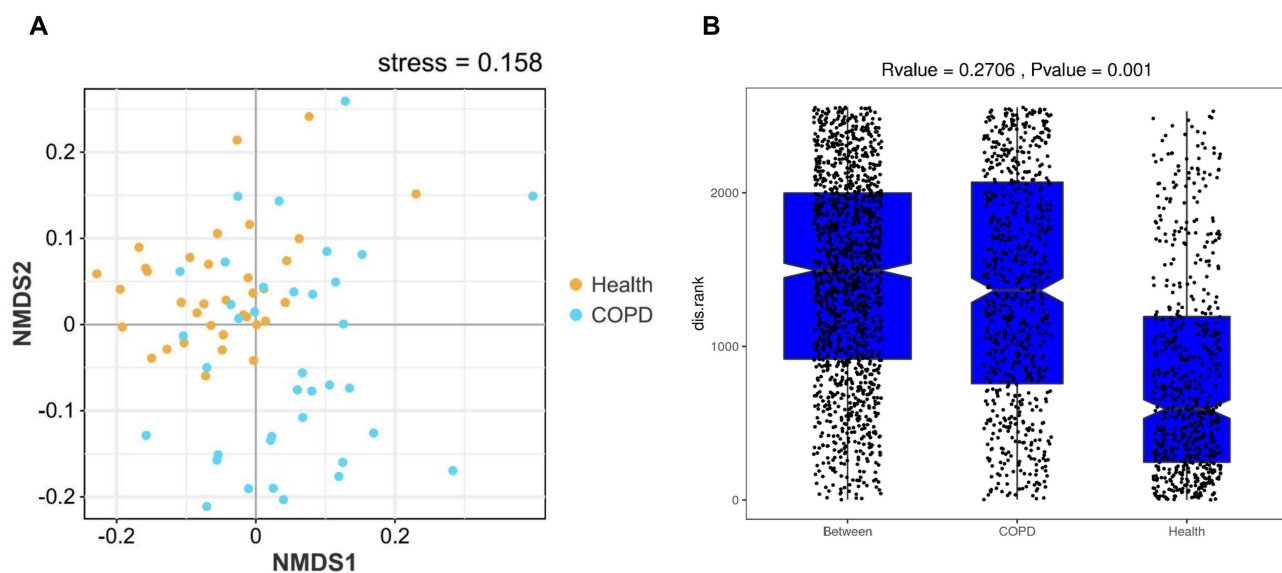 A
stress = 0.158
0.2
0.1
0
-0.1
-0.2
NMDS2
-0.2
0
0.2
NMDS1
Health
COPD
B
Rvalue = 0.2706 , Pvalue = 0.001
2000
1000
0
dis.rank
Between
COPD
Health